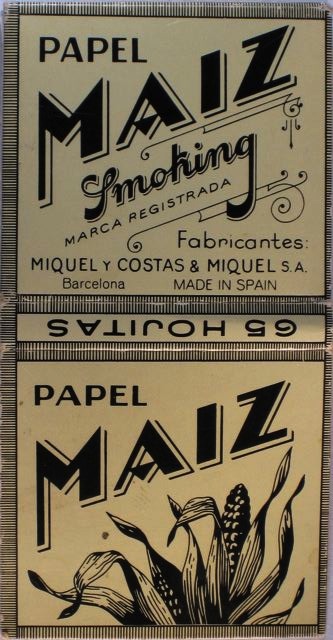 PAPEL
MAIZ
Smoking
MARCA REGISTRADA
Fabricantes:
MIQUEL Y COSTAS & MIQUEL S.A.
Barcelona MADE IN SPAIN
65 HOJITAS
PAPEL
MAIZ